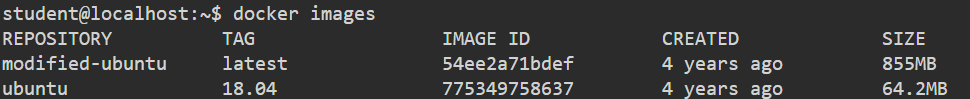 student@localhost:~$ docker images
REPOSITORY TAG IMAGE ID CREATED SIZE
modified-ubuntu latest 54ee2a71bdef 4 years ago 855MB
ubuntu 18.04 775349758637 4 years ago 64.2MB